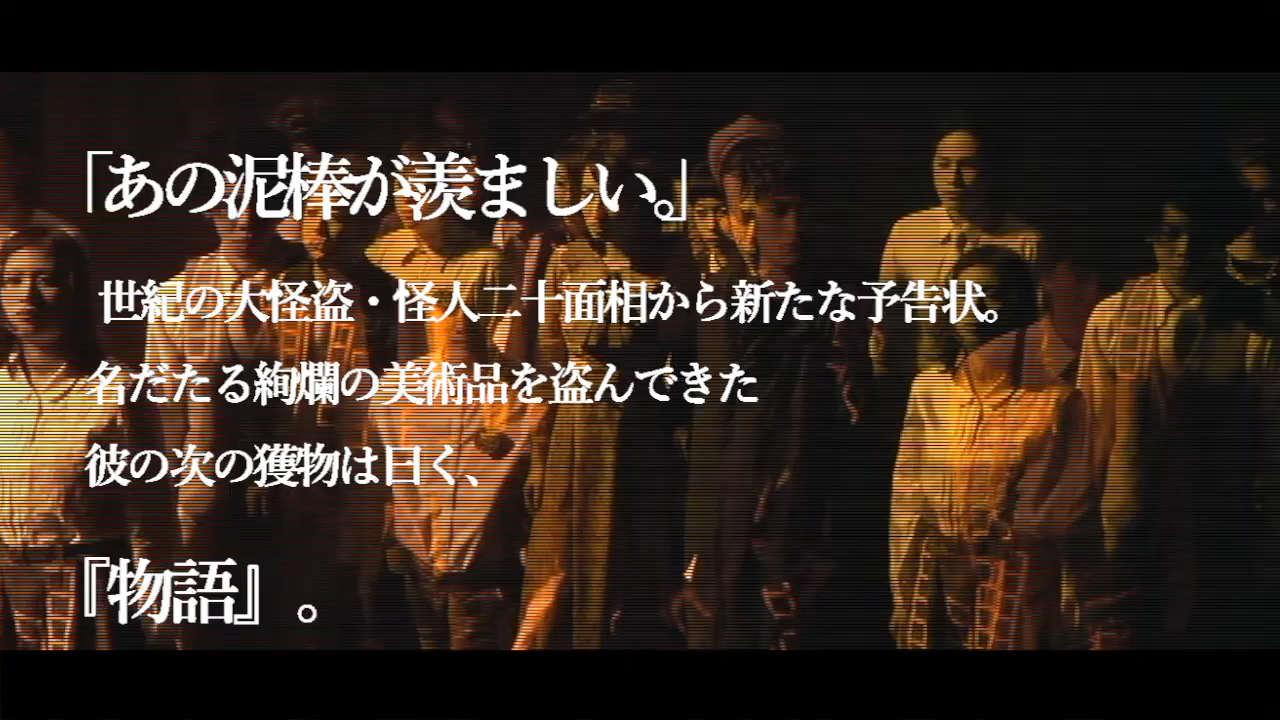 「あの泥棒が羨ましい。」
世紀の大怪盗・怪人二十面相から新たな予告状。
名だたる絢爛の美術品を盗んできた
彼の次の獲物は曰く、
『物語』。